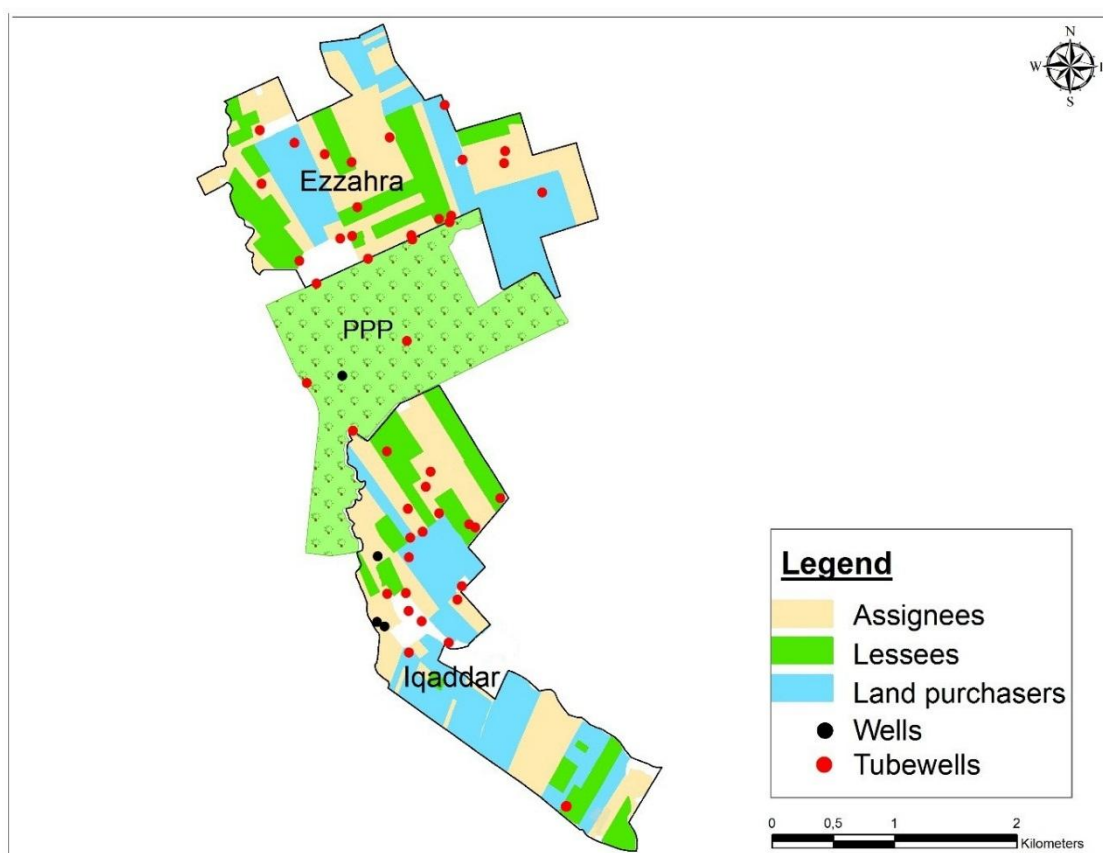 N
W
S
Ezzahra
PPP
Iqaddar
Legend
Assignees
Lessees
Land purchasers
Wells
Tubewells
0 0,5 1 2
Kilometers